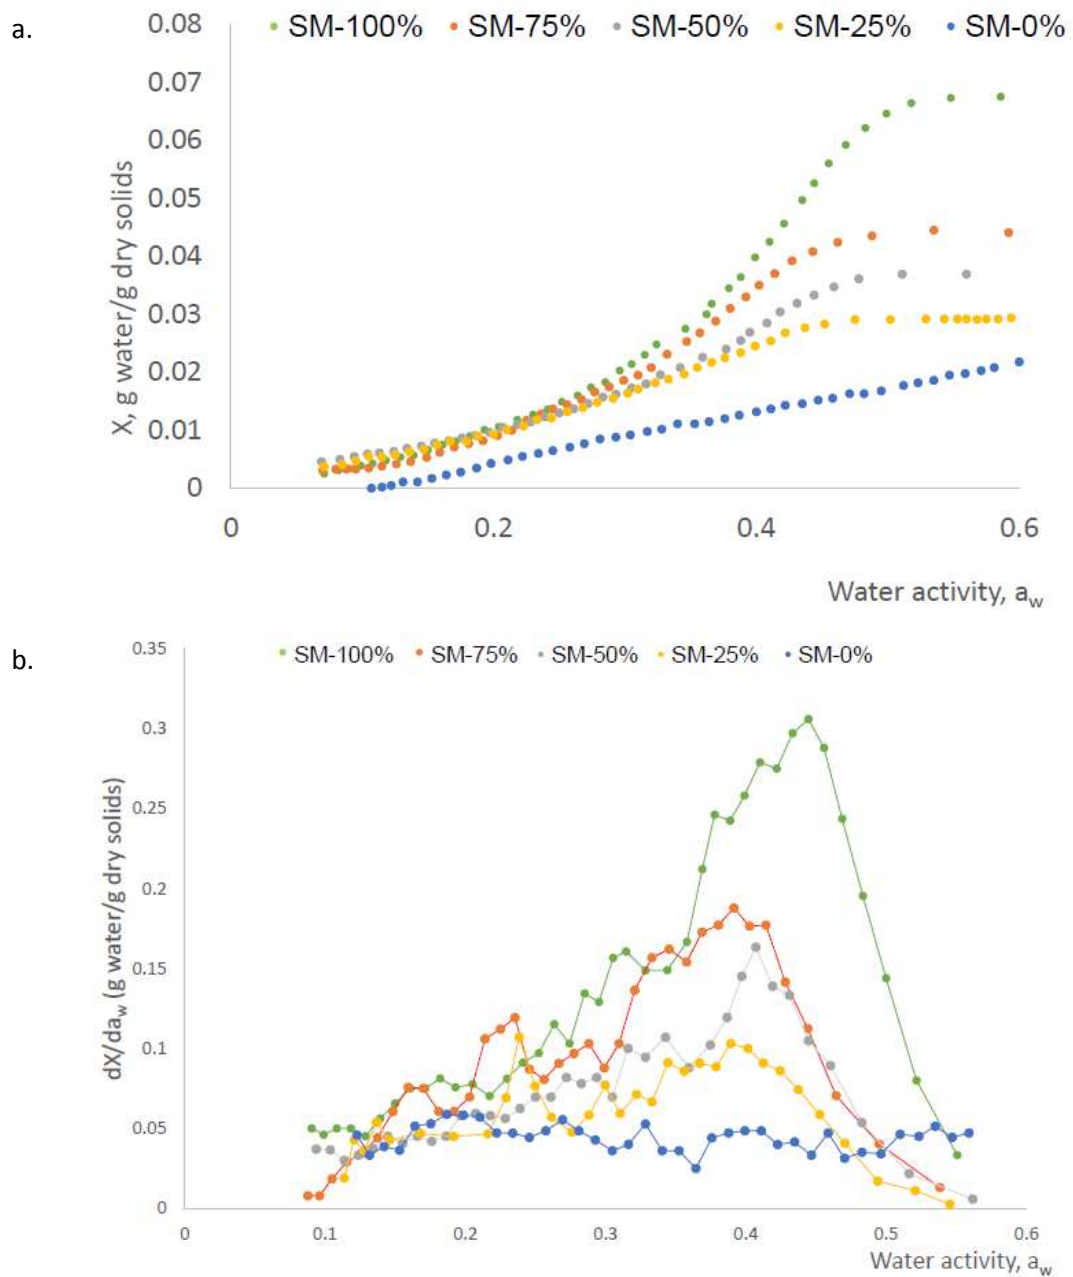 a.
SM-100% SM-75% SM-50% SM-25% SM-0%
0.08
0.07
0.06
0.05
0.04
0.03
0.02
0.01
0
X, g water/g dry solids
0 0.2 0.4 0.6
Water activity, aw
b.
SM-100% SM-75% SM-50% SM-25% SM-0%
0.35
0.3
0.25
0.2
0.15
0.1
0.05
0
dX/daw (g water/g dry solids)
0 0.1 0.2 0.3 0.4 0.5 0.6
Water activity, aw